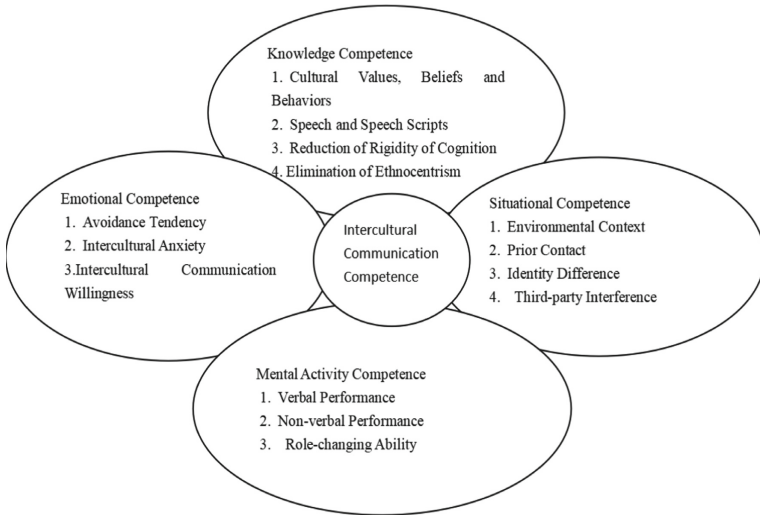 Knowledge Competence
1. Cultural Values, Beliefs and
Behaviors
2. Speech and Speech Scripts
3. Reduction of Rigidity of Cognition
4. Elimination of Ethnocentrism
Emotional Competence
1. Avoidance Tendency
2. Intercultural Anxiety
3.Intercultural Communication
Willingness
Intercultural
Communication
Competence
Situational Competence
1. Environmental Context
2. Prior Contact
3. Identity Difference
4. Third-party Interference
Mental Activity Competence
1. Verbal Performance
2. Non-verbal Performance
3. Role-changing Ability